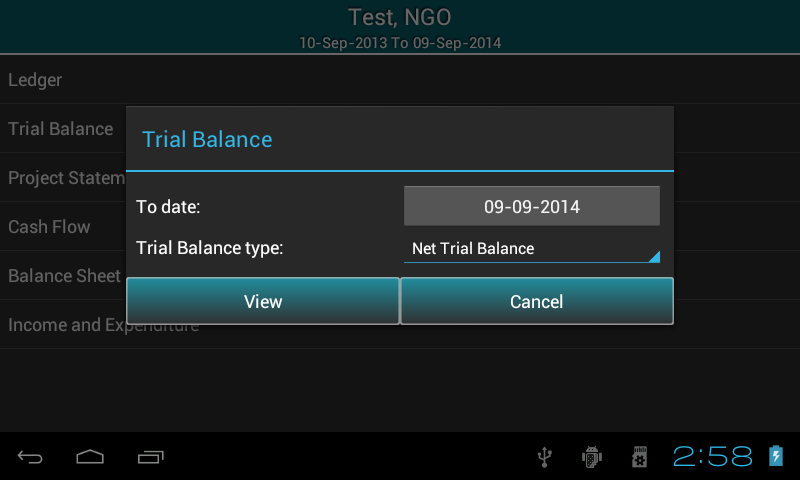 Test, NGO
10-Sep-2013 To 09-Sep-2014
Ledger
Trial Balance
Project Statem
Cash Flow
Balance Sheet
Income and Expenditure
Trial Balance
To date:
09-09-2014
Trial Balance type:
Net Trial Balance
View
Cancel
2:58